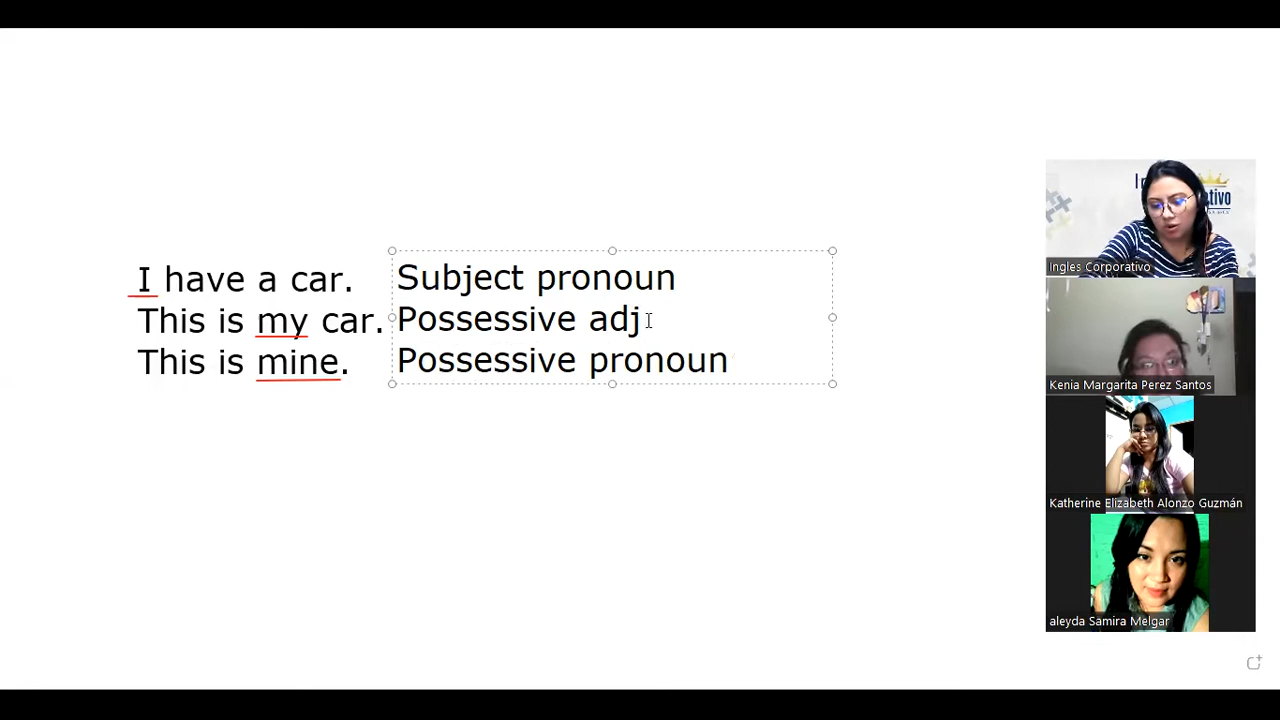 I have a car. Subject pronoun
This is my car. Possessive adj
This is mine. Possessive pronoun
Ingles Corporativo
Kenia Margarita Perez Santos
Katherine Elizabeth Alonzo Guzmán
aleyda Samira Melgar